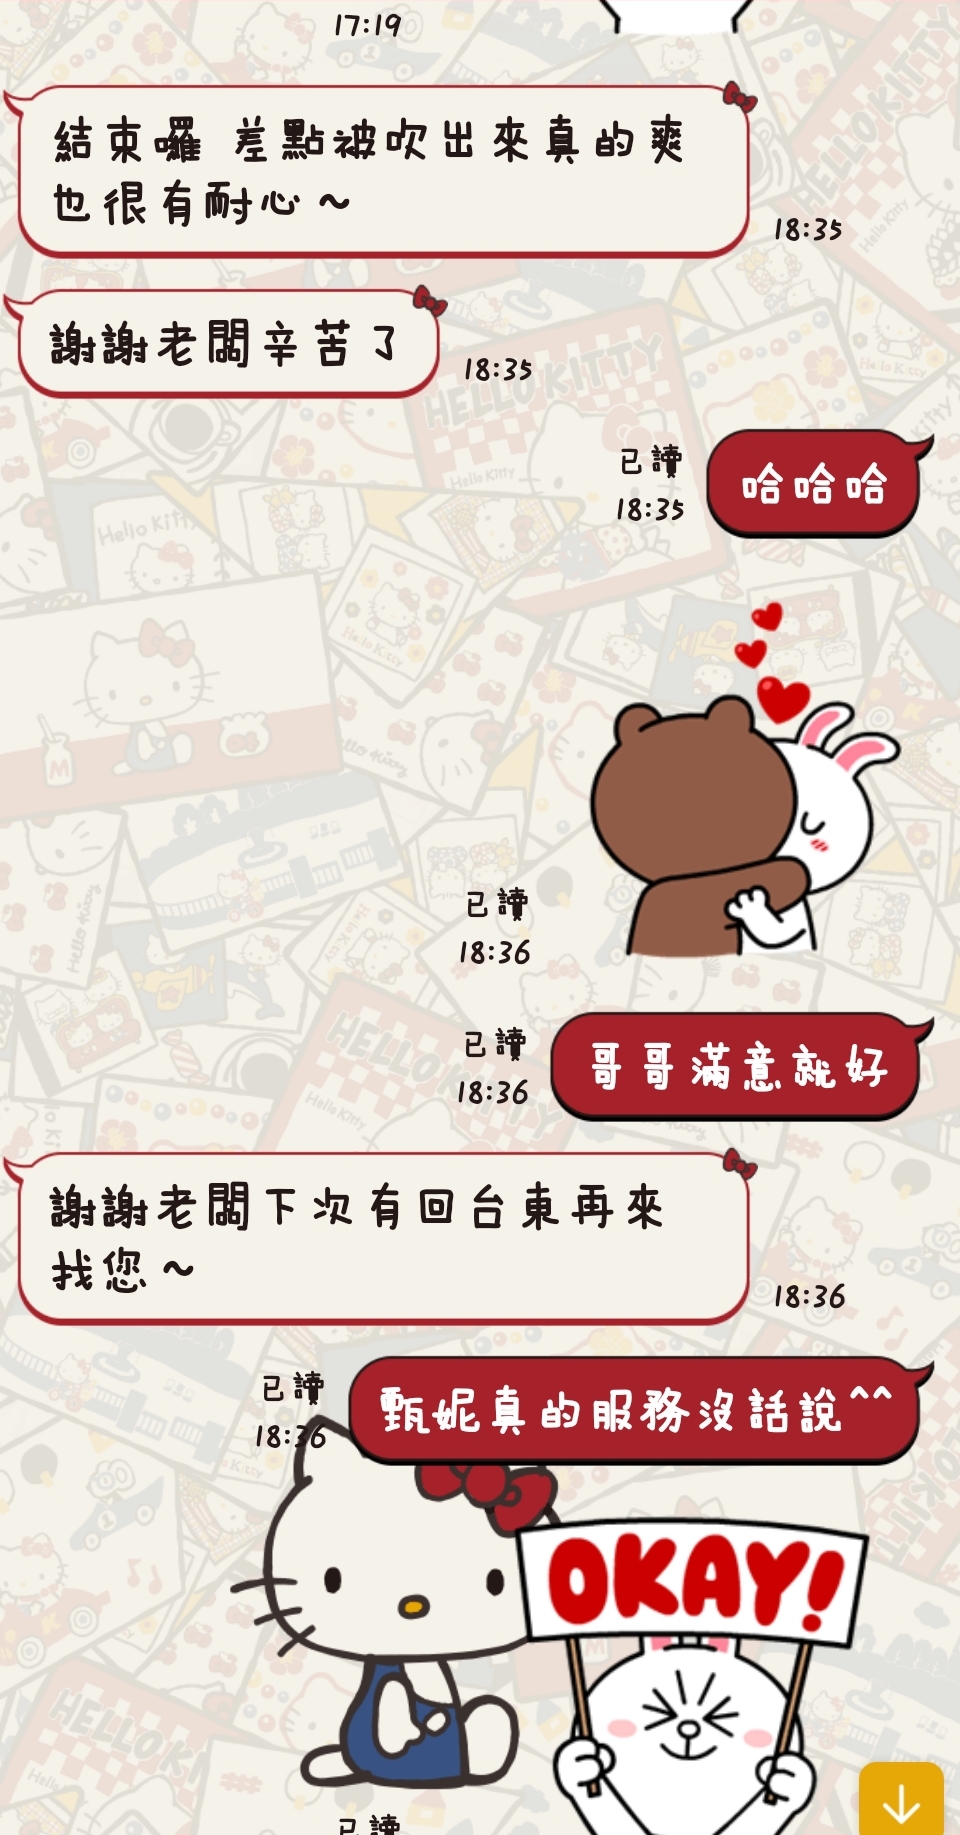 17:19
結束囉 差點被吹出來真的爽
也很有耐心~
18:35
謝謝老闆辛苦了
18:35
已讀
18:35
哈哈哈
已讀
18:36
已讀
18:36
哥哥滿意就好
謝謝老闆下次有回台東再來
找您~
18:36
已讀
18:36
甄妮真的服務沒話說^^
OKAY!
已讀